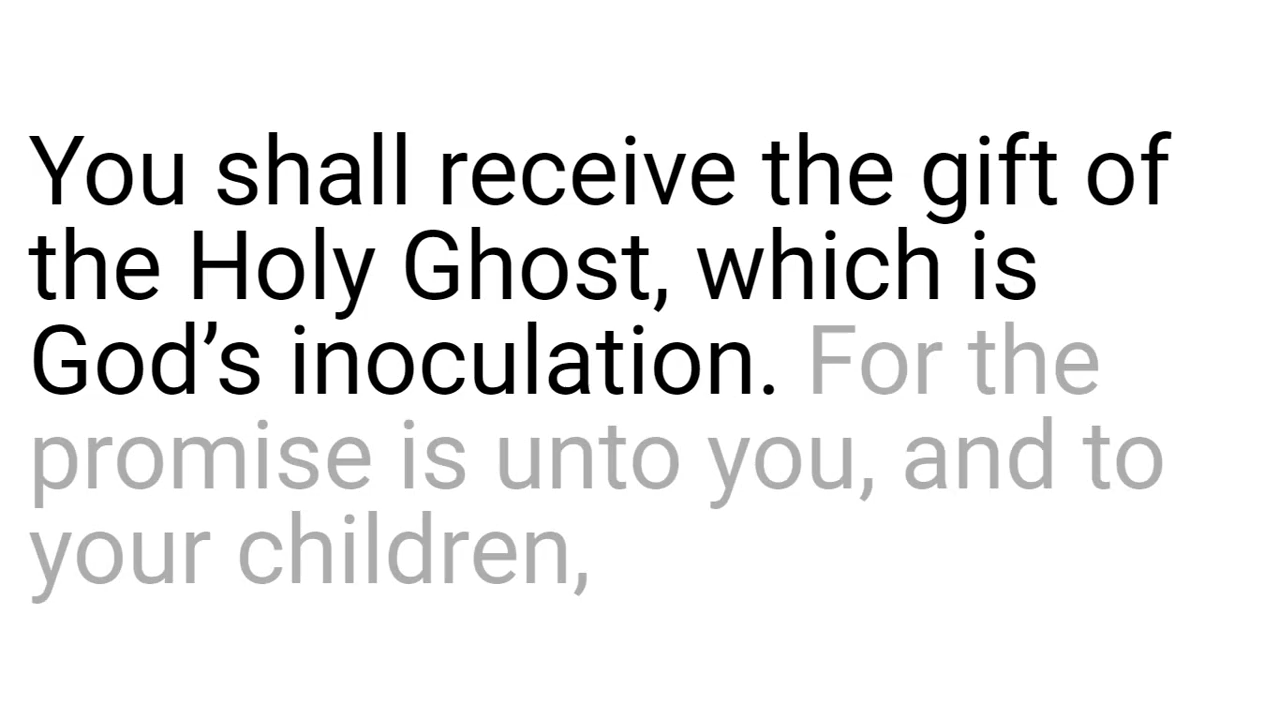 You shall receive the gift of
the Holy Ghost, which is
God’s inoculation. For the
promise is unto you, and to
your children,